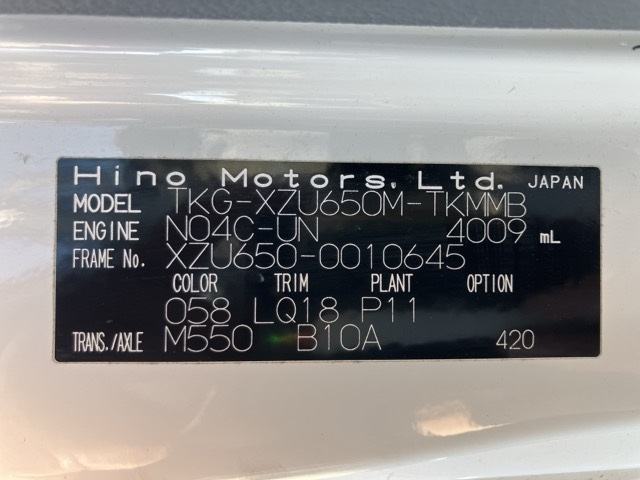 Hino Motors, Ltd. JAPAN
MODEL TKG-XZU650M-TKMMB
ENGINE N04C-UN 4009 mL
FRAME No. XZU650-0010645
COLOR TRIM PLANT OPTION
058 LQ18 P11
TRANS./AXLE M550 B10A 420